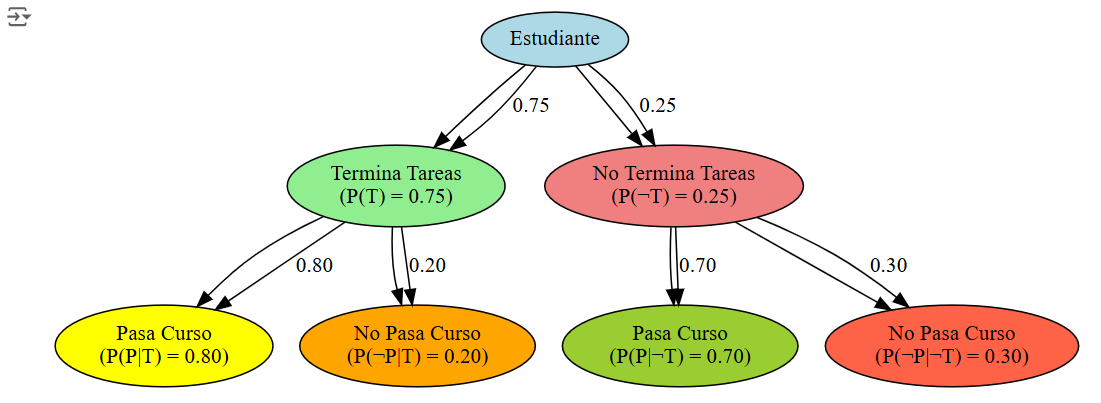 Estudiante
0.75
0.25
Termina Tareas
(P(T) = 0.75)
No Termina Tareas
(P(¬T) = 0.25)
0.80
0.20
0.70
0.30
Pasa Curso
(P(P|T) = 0.80)
No Pasa Curso
(P(¬P|T) = 0.20)
Pasa Curso
(P(P|¬T) = 0.70)
No Pasa Curso
(P(¬P|¬T) = 0.30)